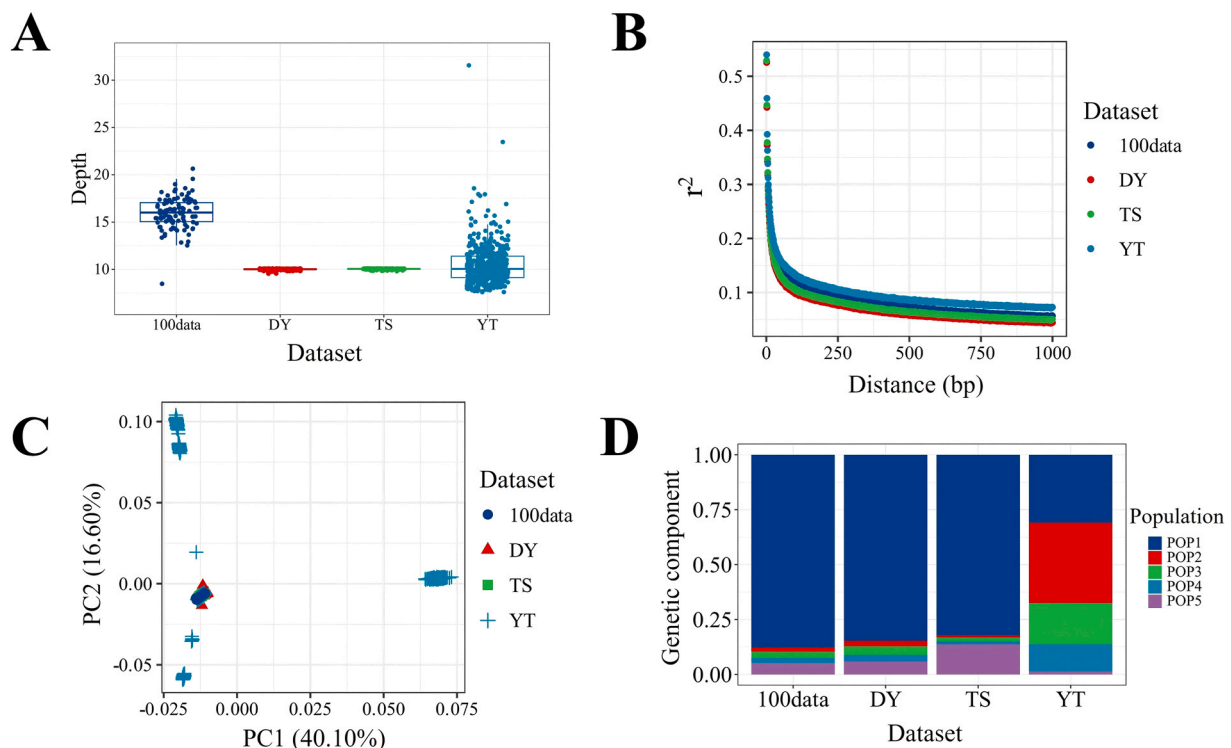 A
Depth
30
25
20
15
10
100data
DY
TS
YT
Dataset
B
r²
0.5
0.4
0.3
0.2
0.1
0
250
500
750
1000
Distance (bp)
Dataset
100data
DY
TS
YT
C
PC2 (16.60%)
0.10
0.05
0.00
-0.05
-0.025
0.000
0.025
0.050
0.075
PC1 (40.10%)
Dataset
100data
DY
TS
YT
D
Genetic component
1.00
0.75
0.50
0.25
0.00
100data
DY
TS
YT
Dataset
Population
POP1
POP2
POP3
POP4
POP5